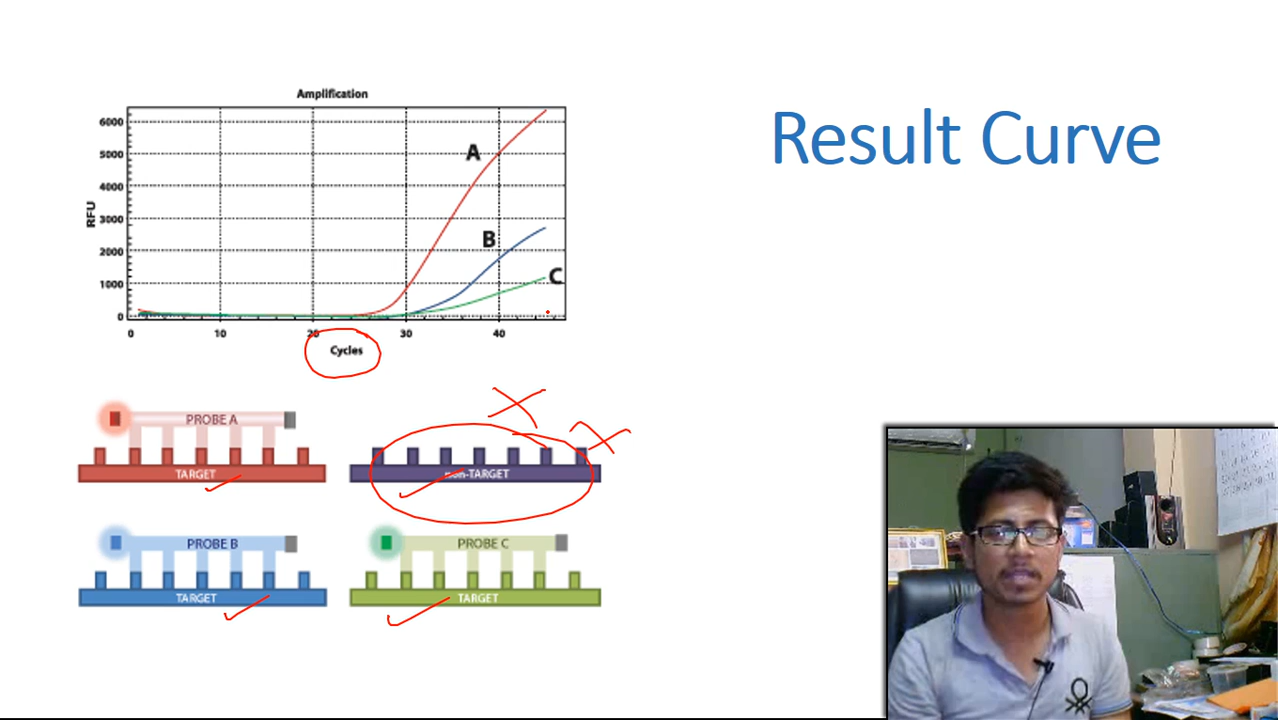 Result Curve
Amplification
6000
5000
4000
3000
2000
1000
0
RFU
A
B
C
0 10 20 30 40
Cycles
PROBE A
TARGET
non-TARGET
PROBE B
TARGET
PROBE C
TARGET